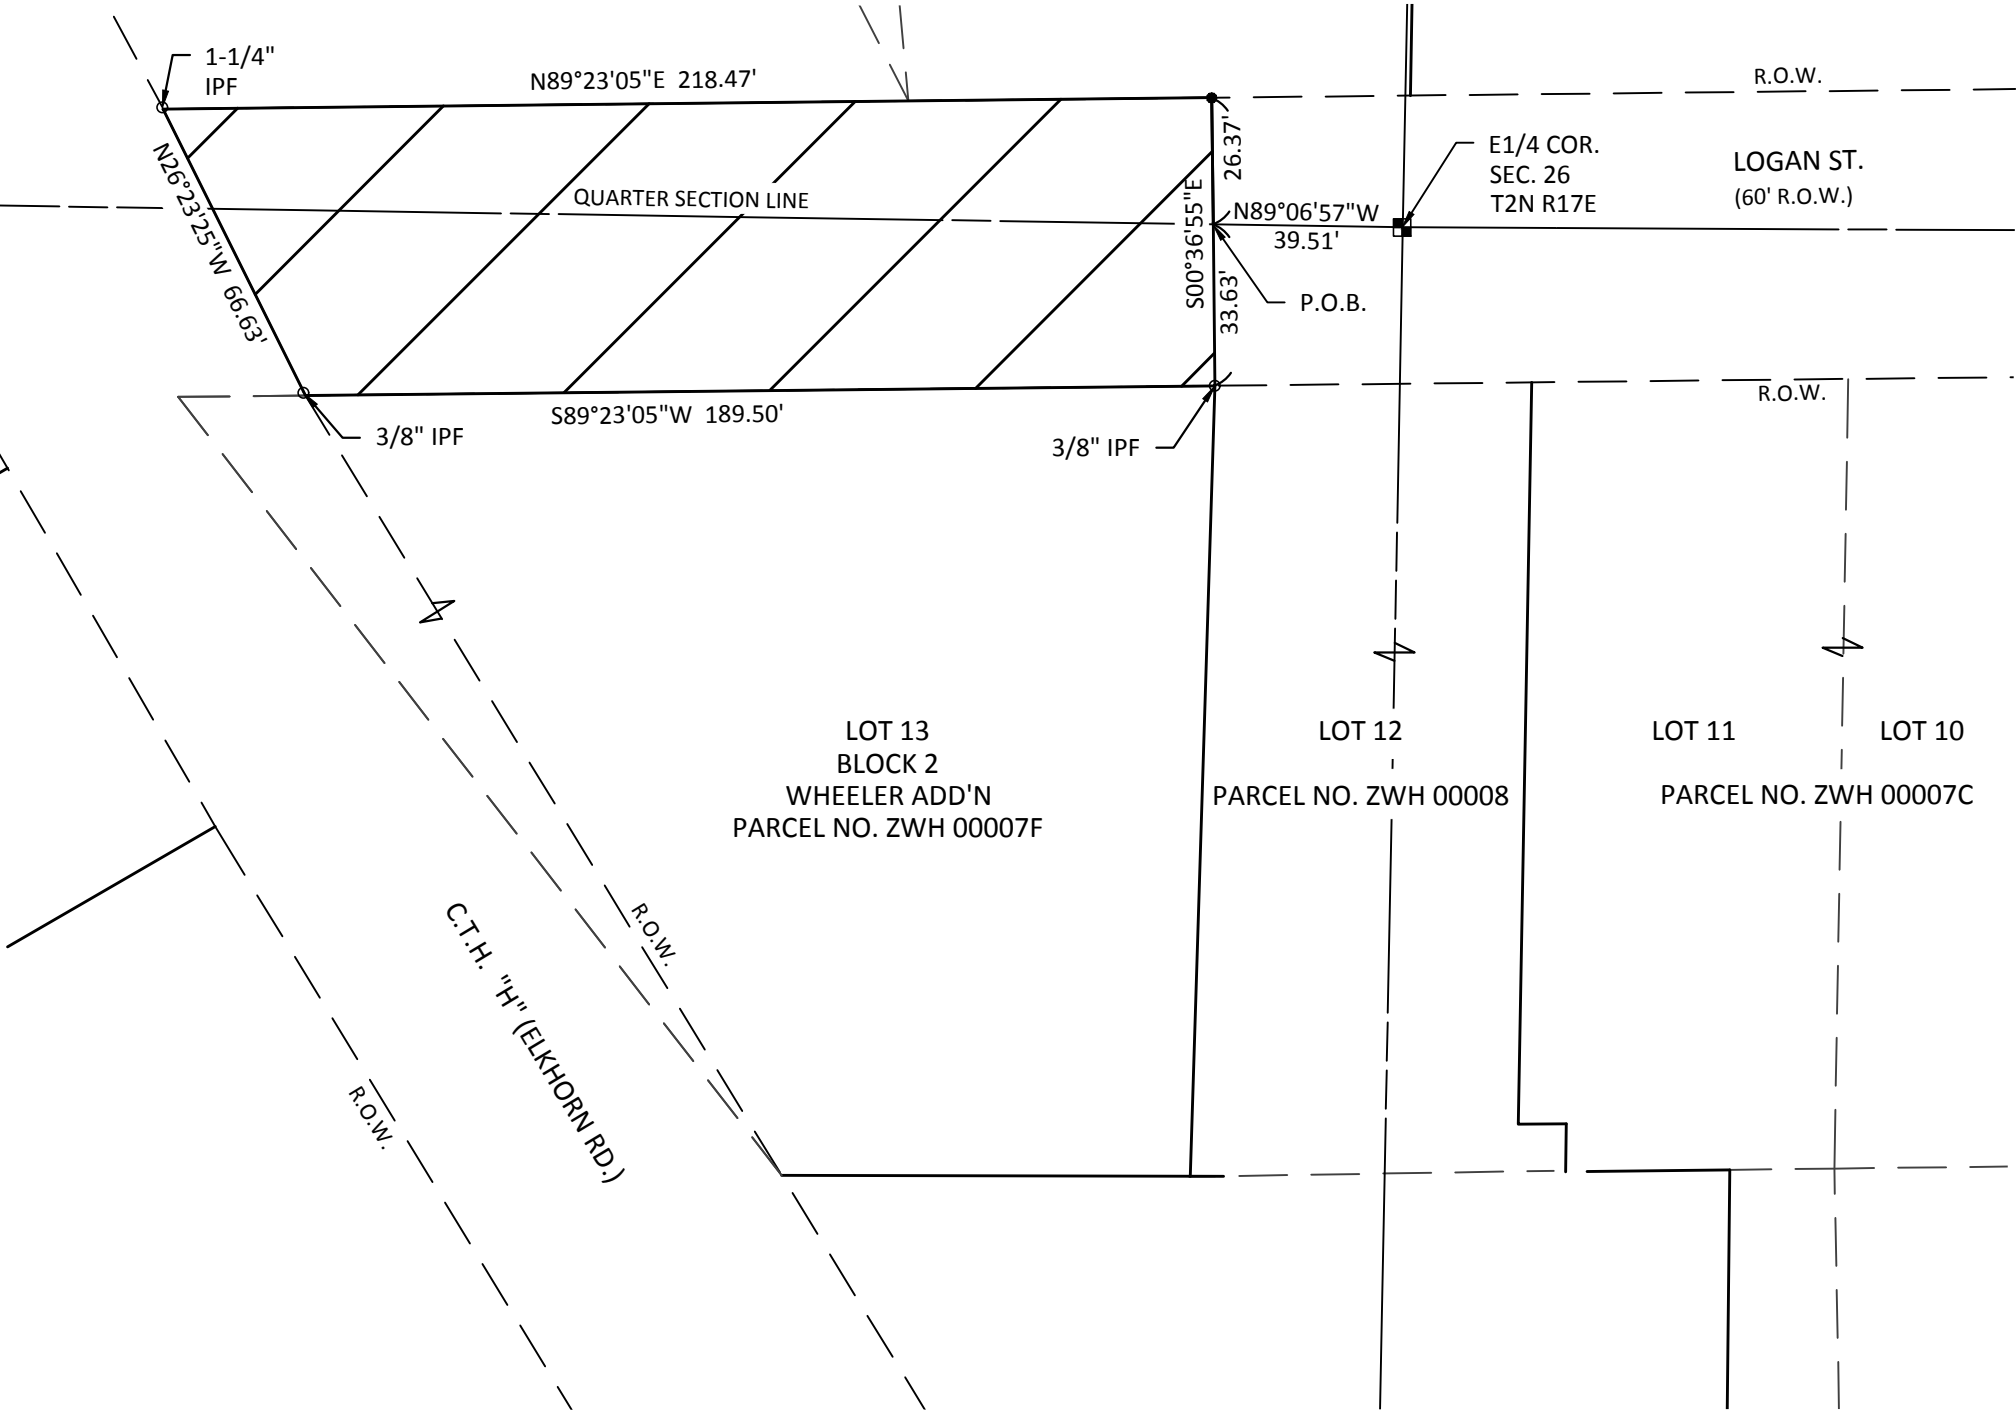 1-1/4"
IPF
N89°23'05"E 218.47'
R.O.W.
26.37'
E1/4 COR.
SEC. 26
T2N R17E
LOGAN ST.
(60' R.O.W.)
N26°23'25"W 66.63'
QUARTER SECTION LINE
S00°36'55"E
N89°06'57"W
39.51'
33.63'
P.O.B.
R.O.W.
S89°23'05"W 189.50'
3/8" IPF
3/8" IPF
LOT 13
BLOCK 2
WHEELER ADD'N
PARCEL NO. ZWH 00007F
LOT 12
PARCEL NO. ZWH 00008
LOT 11
LOT 10
PARCEL NO. ZWH 00007C
R.O.W.
C.T.H. "H" (ELKHORN RD.)
R.O.W.